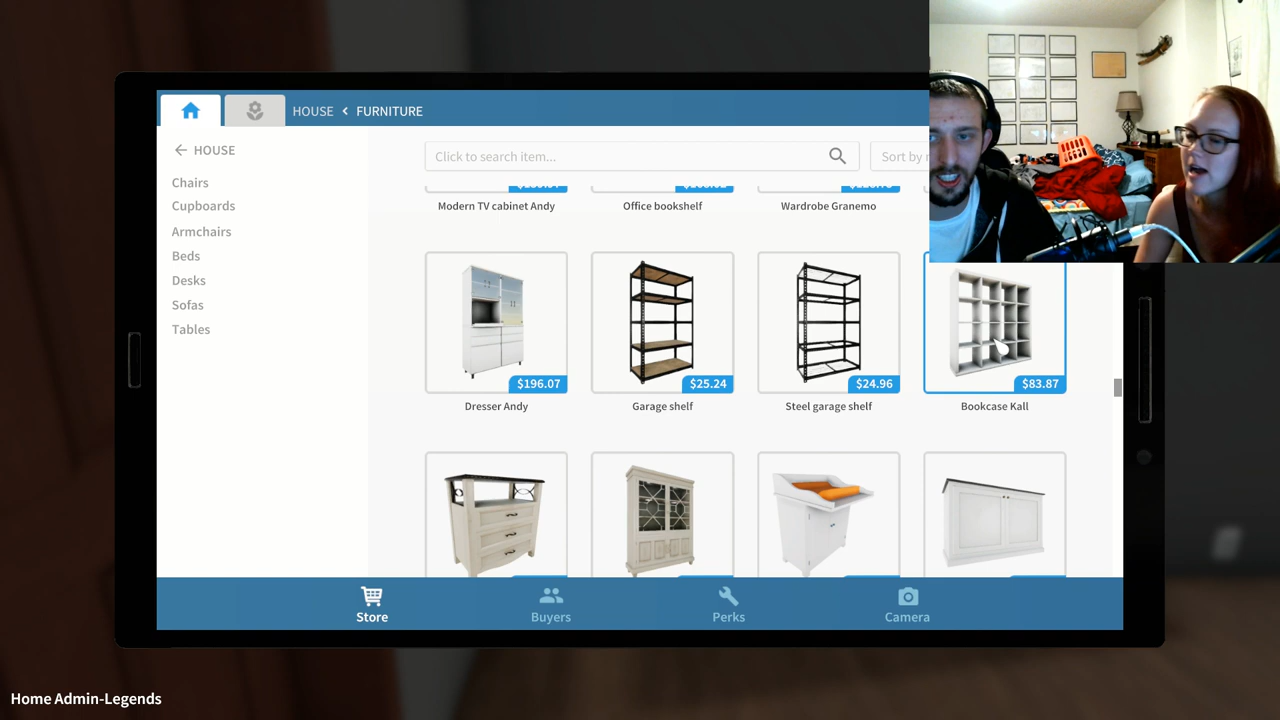 HOUSE < FURNITURE
HOUSE
Click to search item...
Sort by
Chairs
Cupboards
Armchairs
Beds
Desks
Sofas
Tables
Modern TV cabinet Andy
Office bookshelf
Wardrobe Granemo
$196.07
$25.24
$24.96
$83.87
Dresser Andy
Garage shelf
Steel garage shelf
Bookcase Kall
Store
Buyers
Perks
Camera
Home Admin-Legends